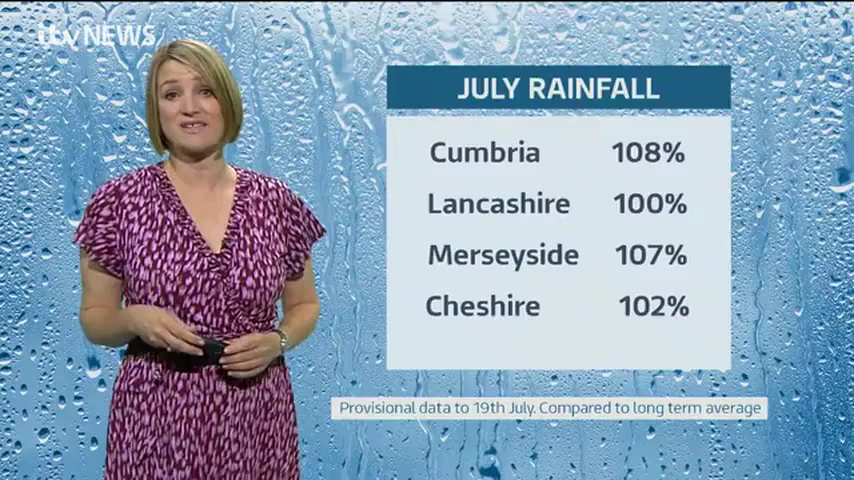 itv NEWS
JULY RAINFALL
Cumbria 108%
Lancashire 100%
Merseyside 107%
Cheshire 102%
Provisional data to 19th July. Compared to long term average